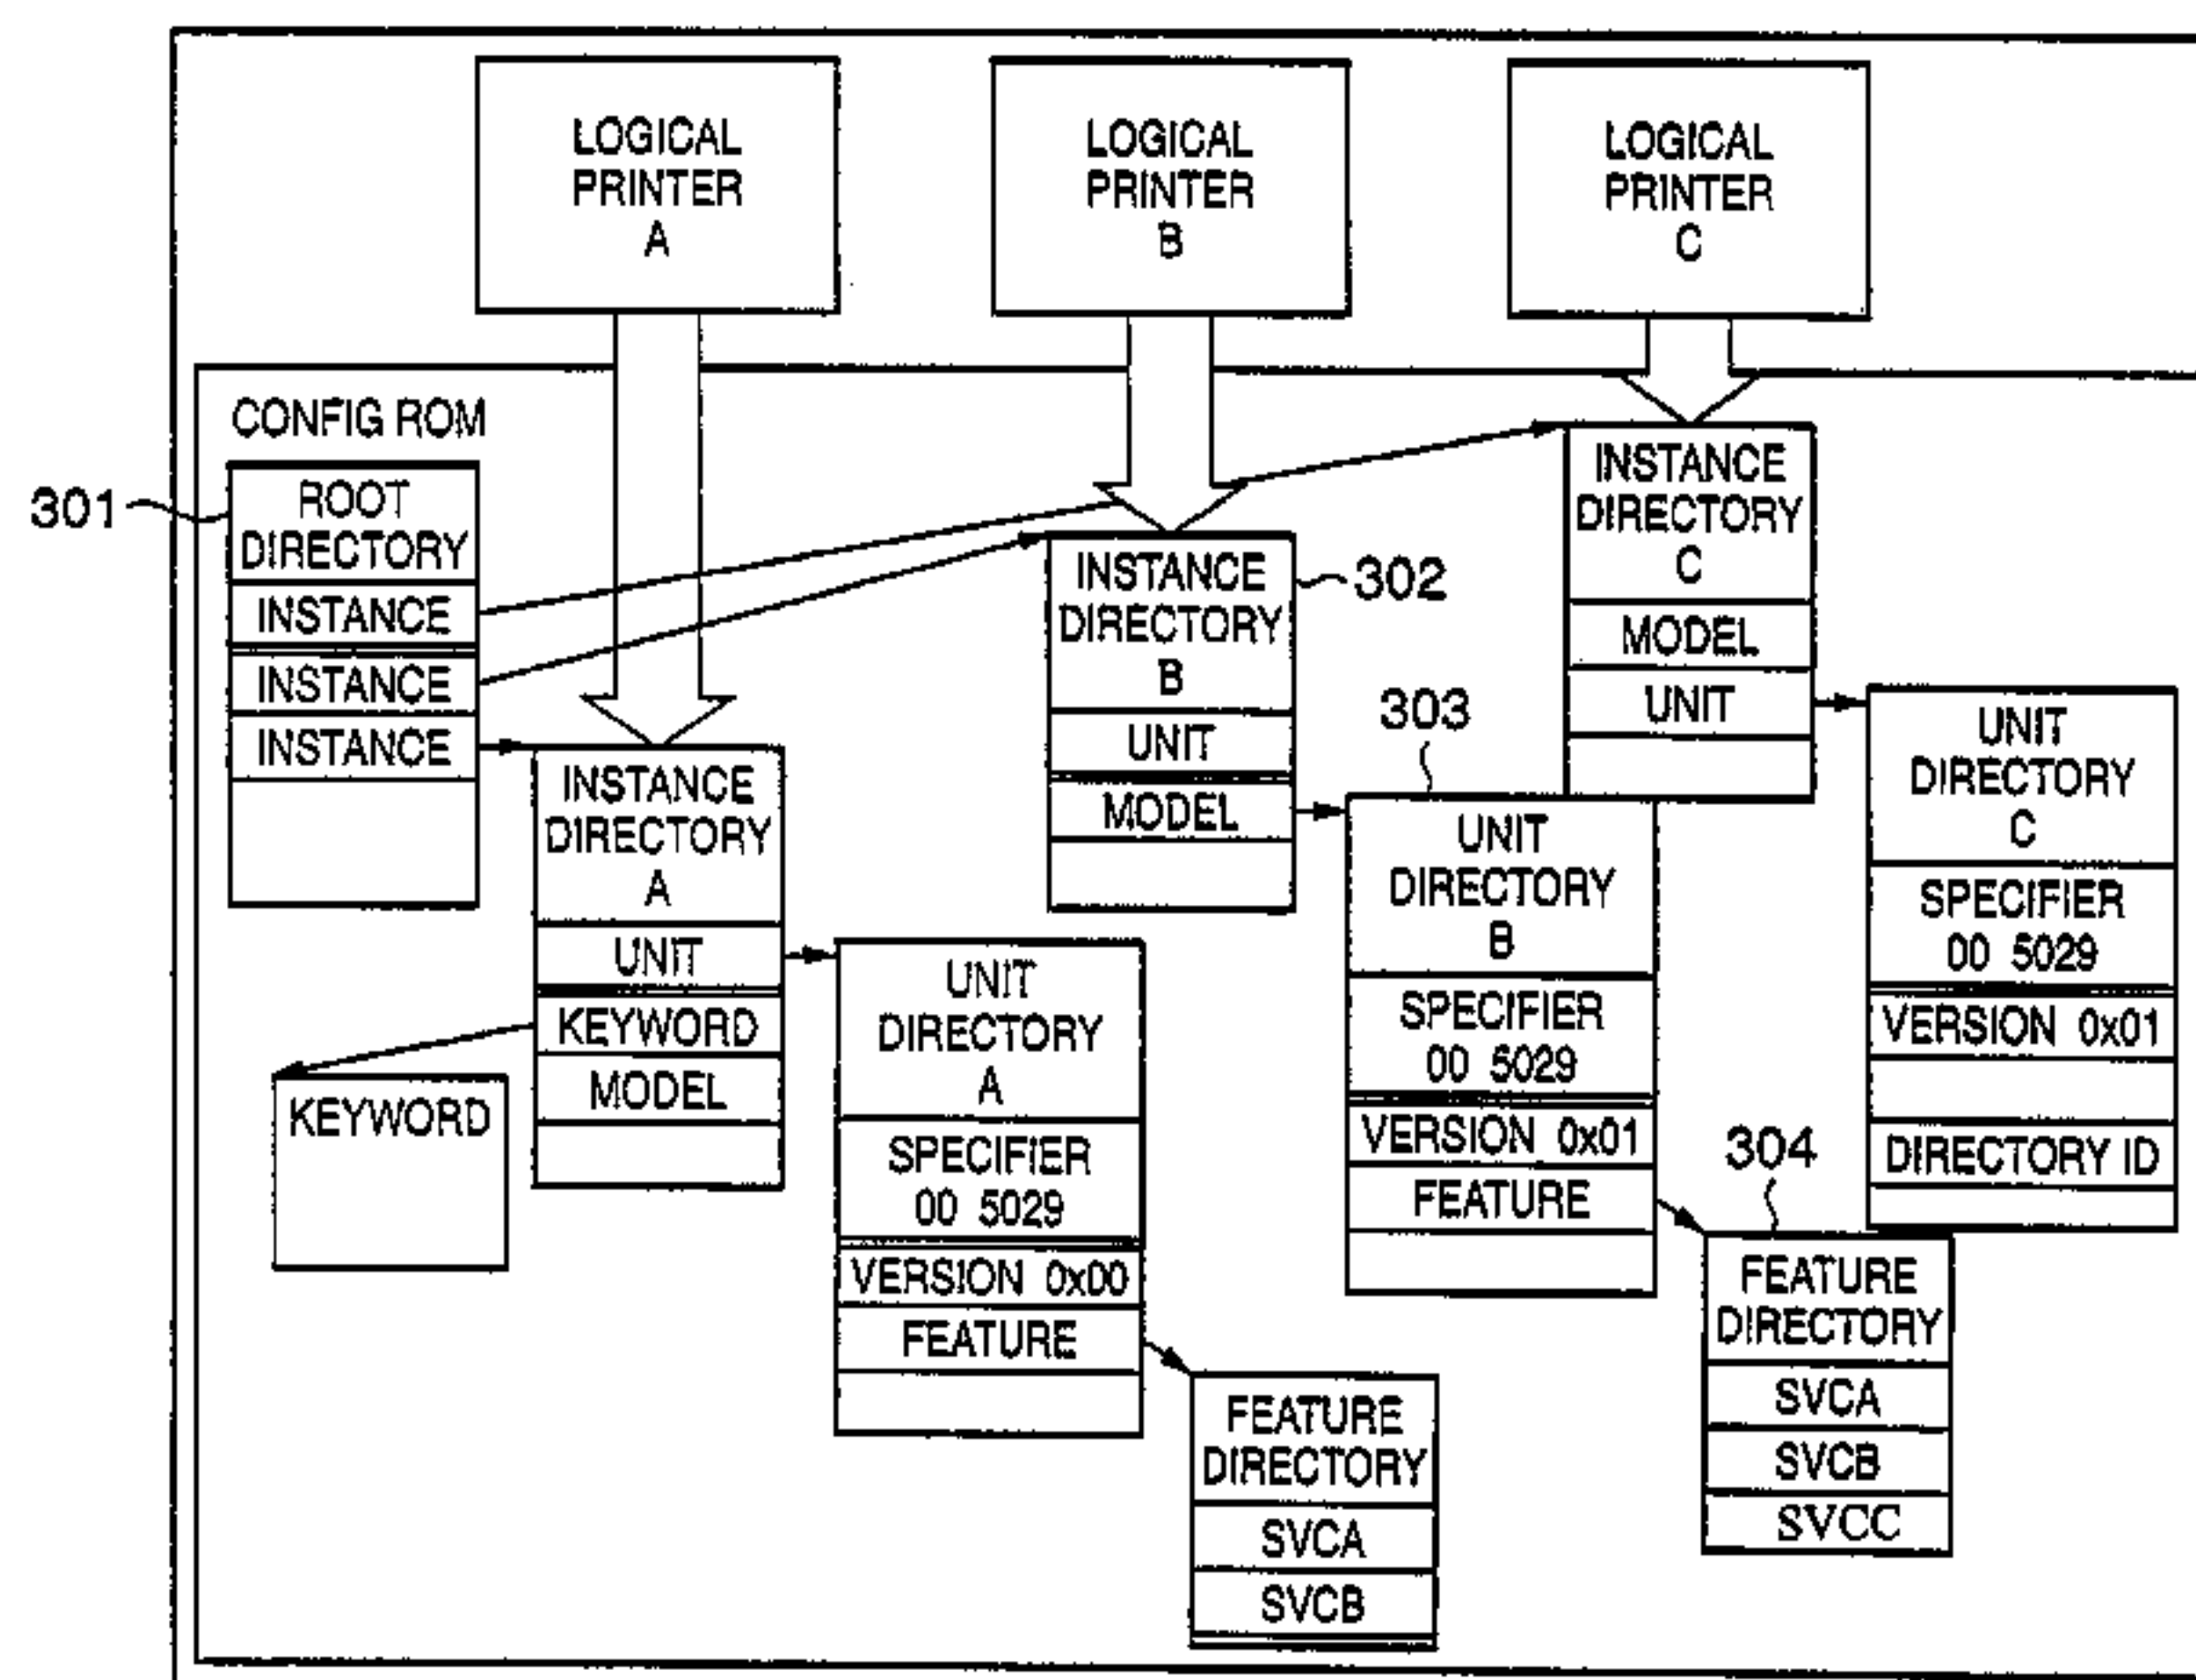 LOGICAL
PRINTER
A
LOGICAL
PRINTER
B
LOGICAL
PRINTER
C
CONFIG ROM
301
ROOT
DIRECTORY
INSTANCE
INSTANCE
INSTANCE
INSTANCE
DIRECTORY
A
UNIT
KEYWORD
MODEL
KEYWORD
UNIT
DIRECTORY
A
SPECIFIER
00 5029
VERSION 0x00
FEATURE
FEATURE
DIRECTORY
SVCA
SVCB
302
INSTANCE
DIRECTORY
B
UNIT
MODEL
303
UNIT
DIRECTORY
B
SPECIFIER
00 5029
VERSION 0x01
FEATURE
304
FEATURE
DIRECTORY
SVCA
SVCB
SVCC
INSTANCE
DIRECTORY
C
MODEL
UNIT
UNIT
DIRECTORY
C
SPECIFIER
00 5029
VERSION 0x01
DIRECTORY ID